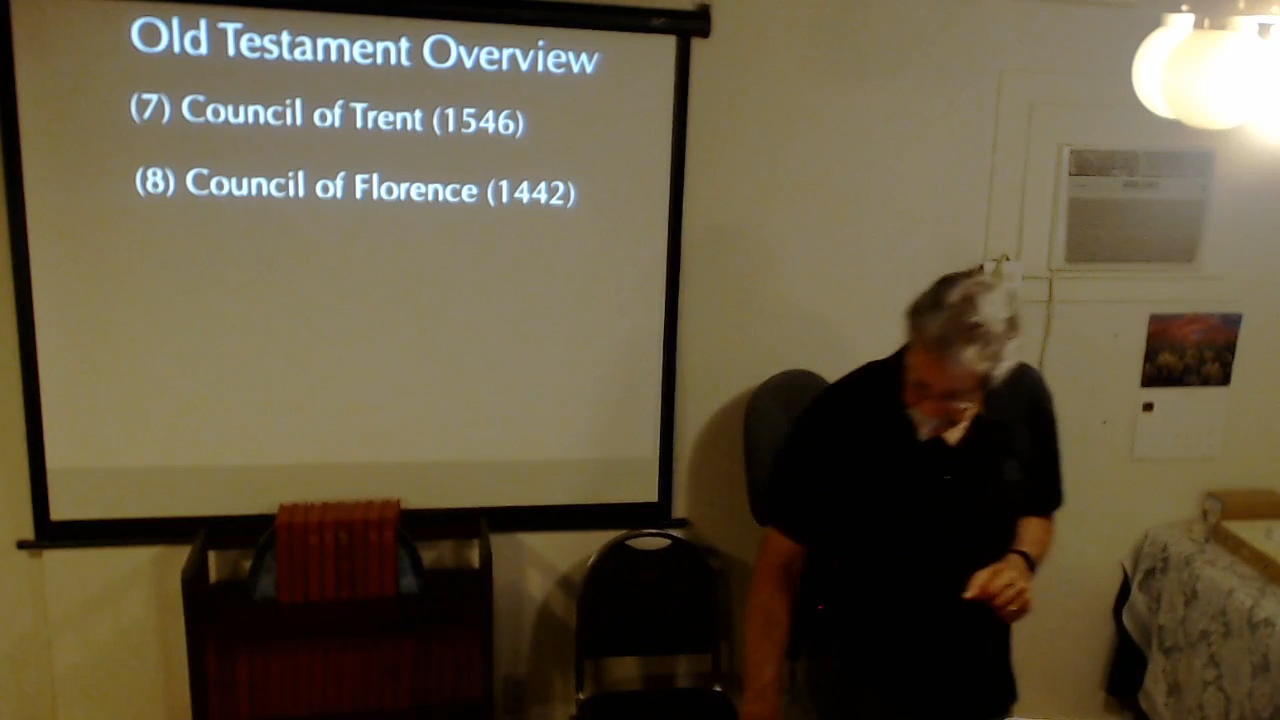 Old Testament Overview
(7) Council of Trent (1546)
(8) Council of Florence (1442)